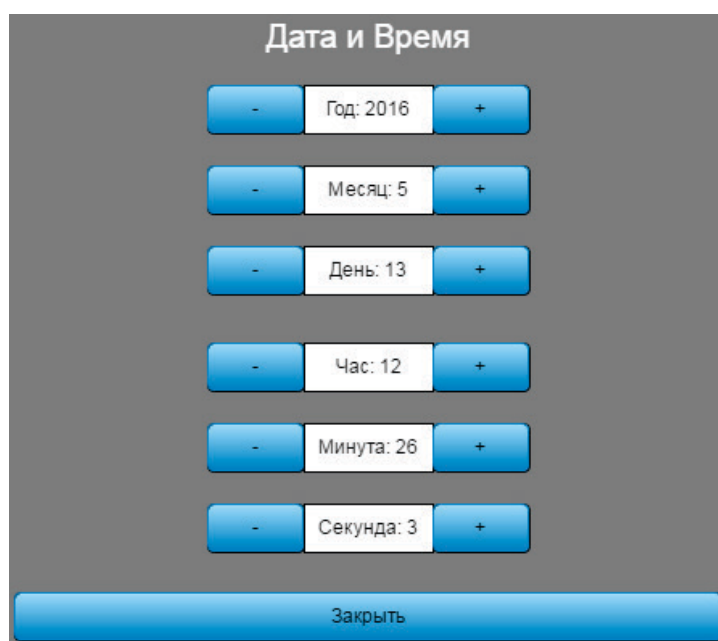 Дата и Время
- Год: 2016 +
- Месяц: 5 +
- День: 13 +
- Час: 12 +
- Минута: 26 +
- Секунда: 3 +
Закрыть